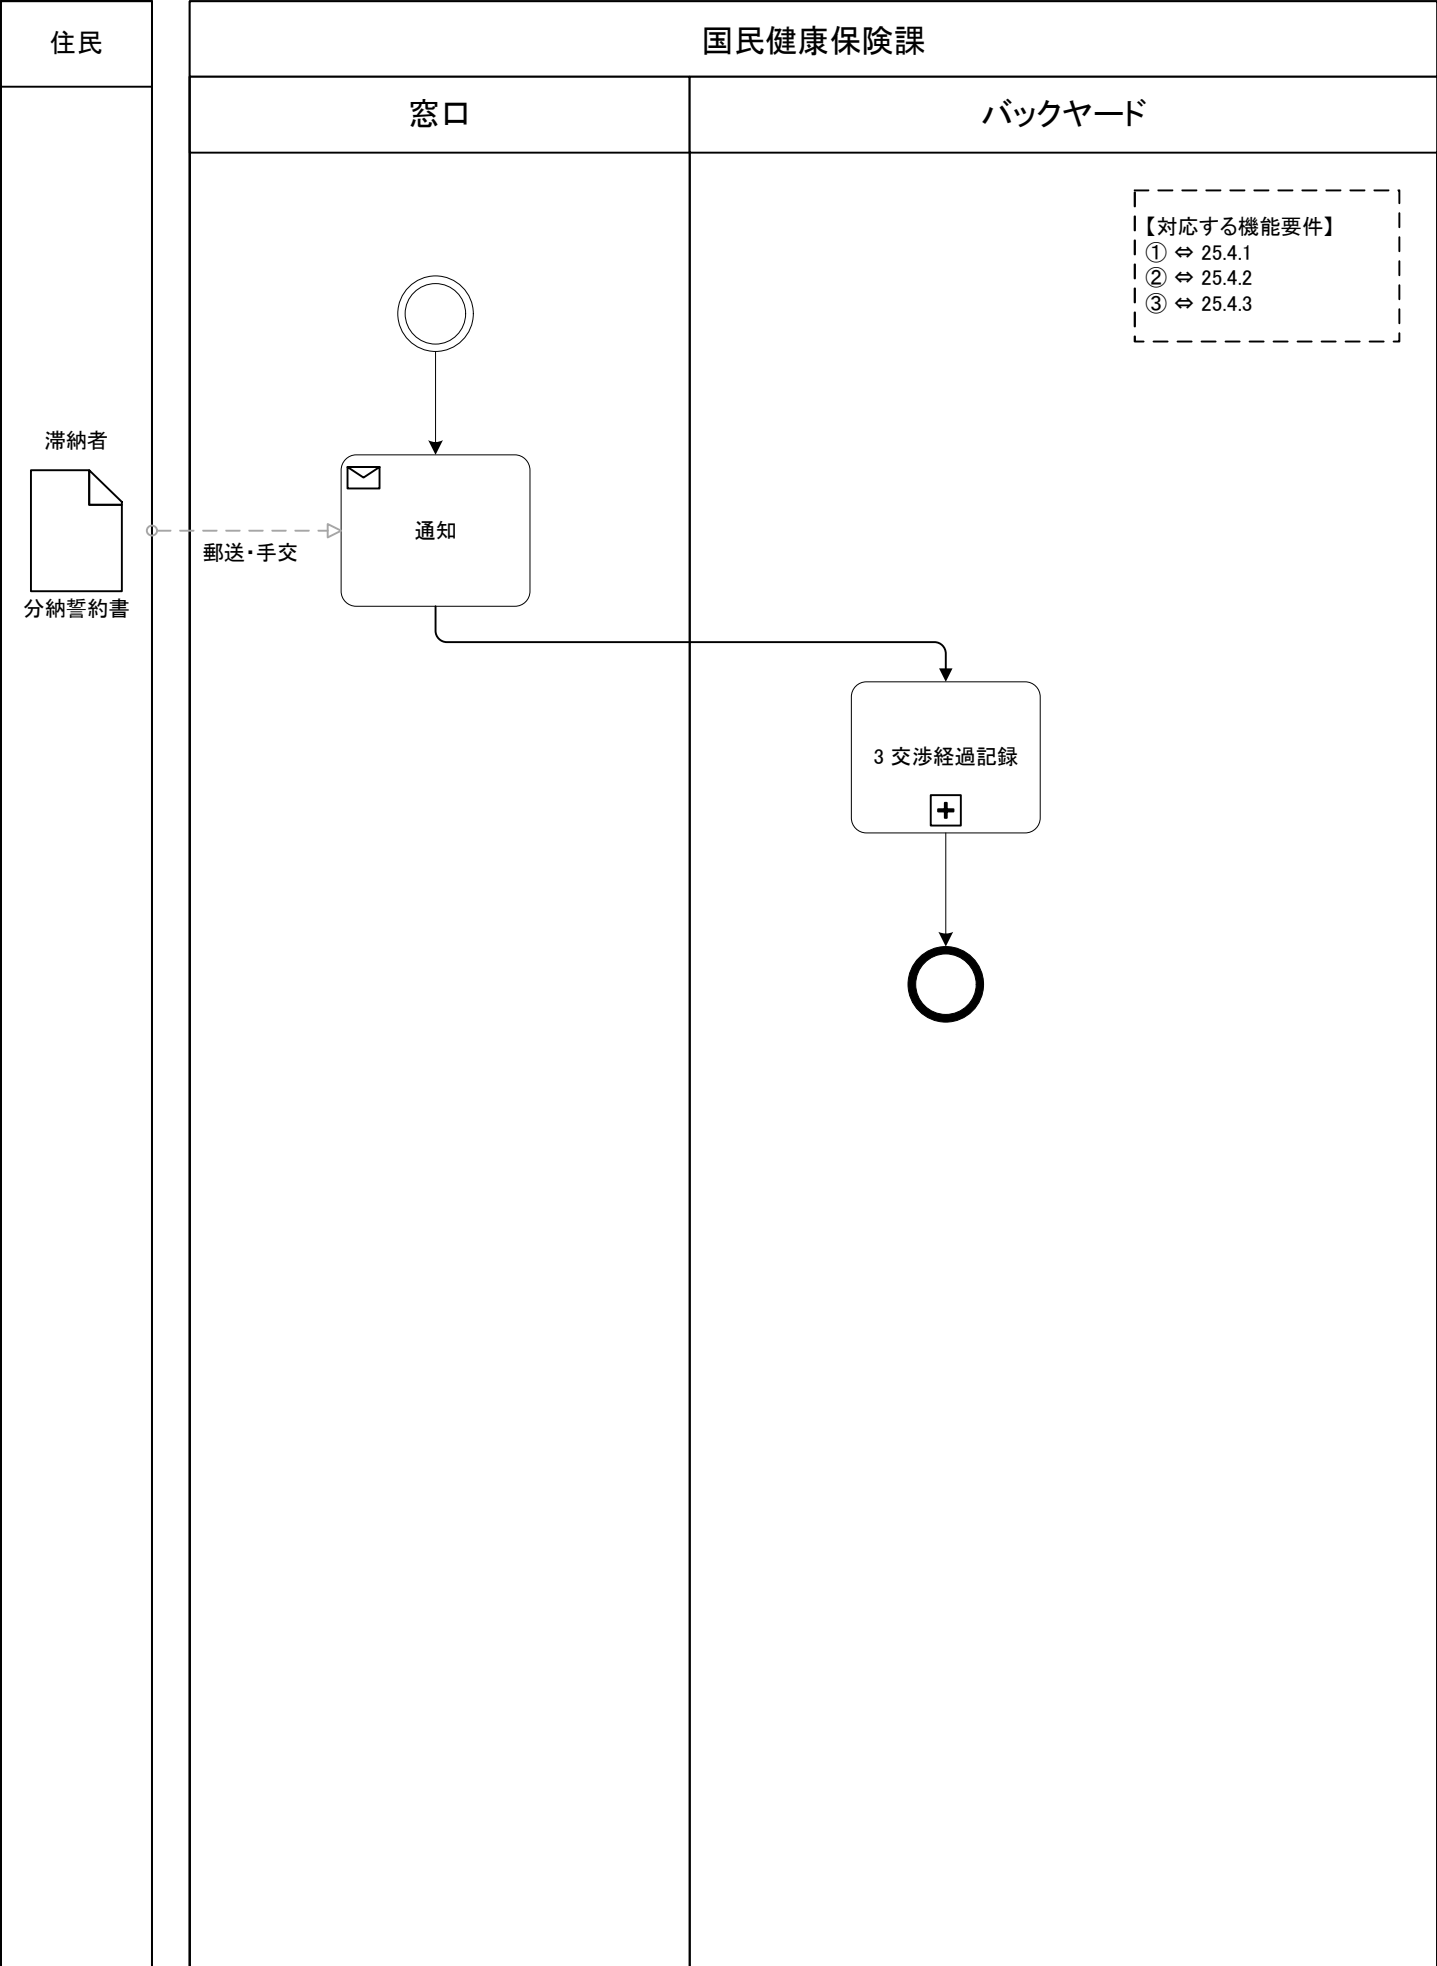 住民
国民健康保険課
窓口
バックヤード
【対応する機能要件】
① ⇔ 25.4.1
② ⇔ 25.4.2
③ ⇔ 25.4.3
滞納者
分納誓約書
郵送・手交
通知
3 交渉経過記録